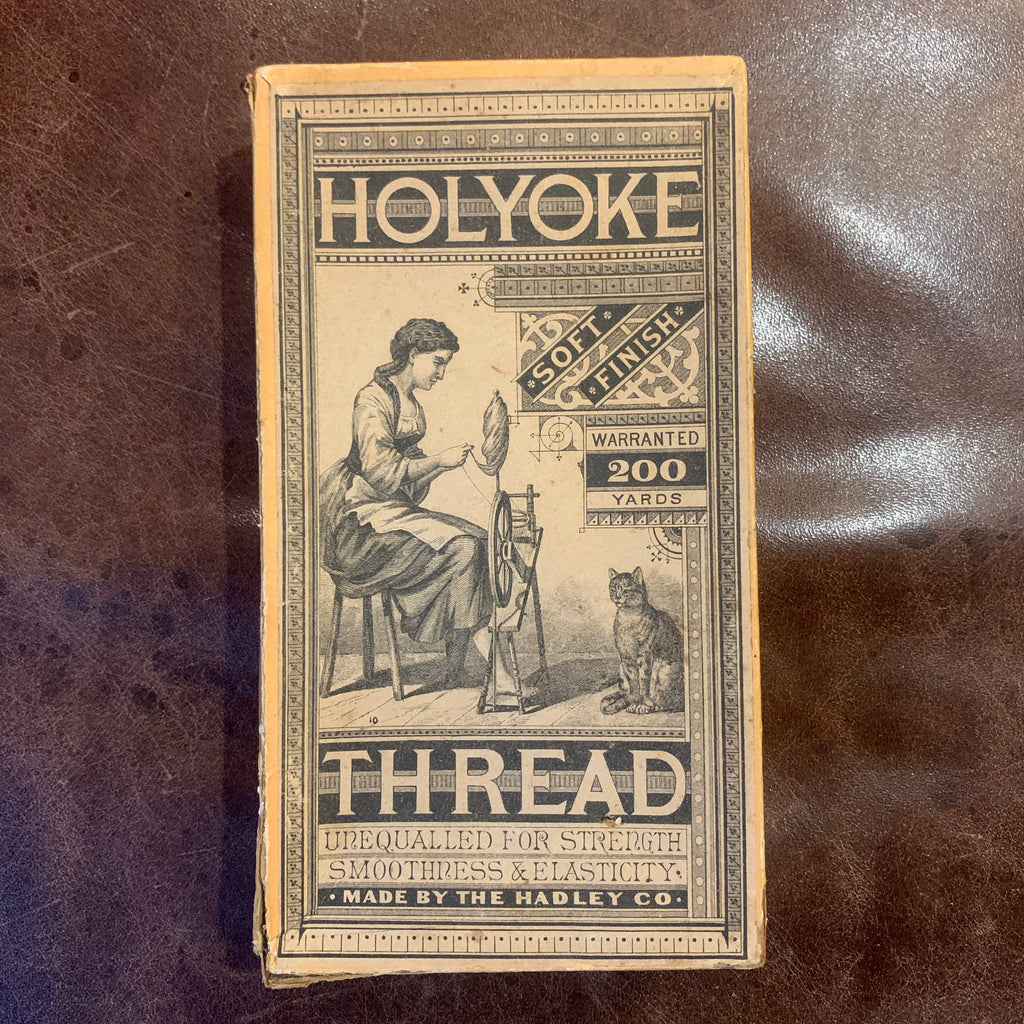 HOLYOKE
SOFT
FINISH
WARRANTED
200
YARDS
10
THREAD
UNEQUALLED FOR STRENGTH
SMOOTHNESS & ELASTICITY.
· MADE BY THE HADLEY CO ·